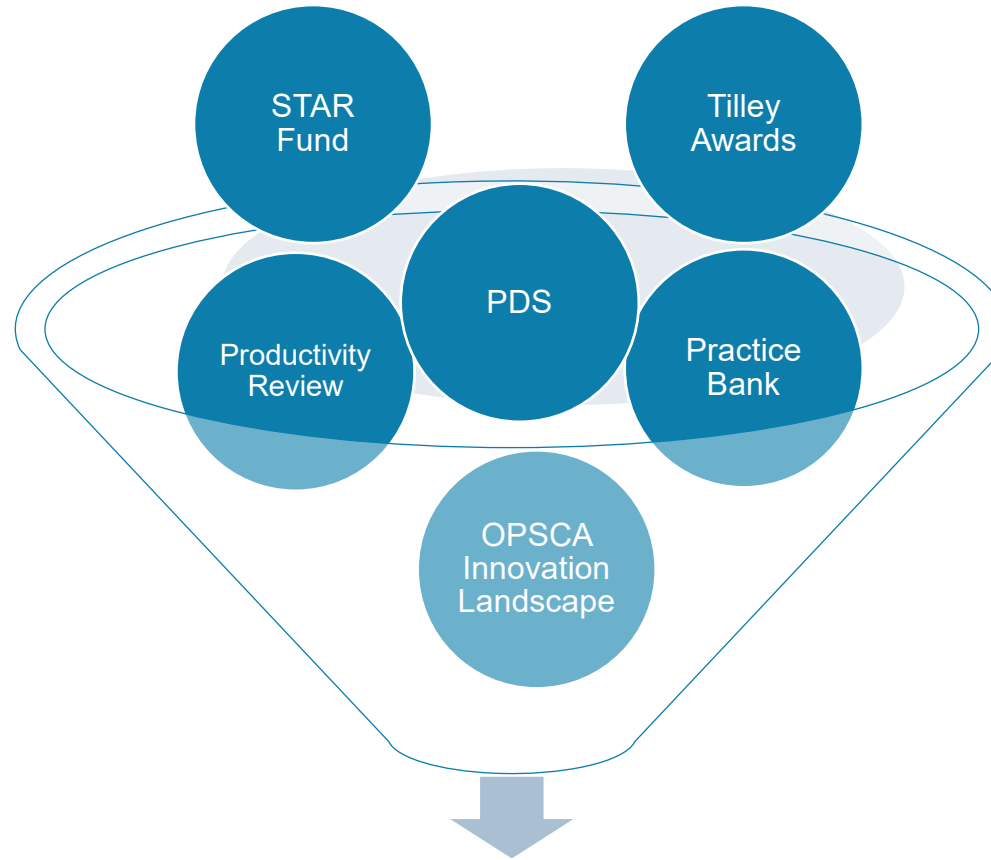 STAR
Fund
Tilley
Awards
PDS
Productivity
Review
Practice
Bank
OPSCA
Innovation
Landscape